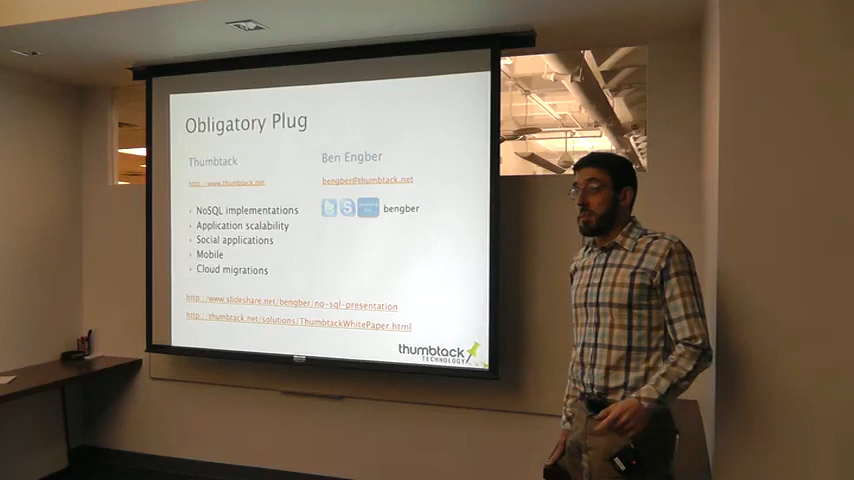 Obligatory Plug
Thumbtack
Ben Engber
http://www.thumbtack.net
bengber@thumbtack.net
bengber
› NoSQL implementations
› Application scalability
› Social applications
› Mobile
› Cloud migrations
http://www.slideshare.net/bengber/no-sql-presentation
http://thumbtack.net/solutions/ThumbtackWhitePaper.html
thumbtack
TECHNOLOGY